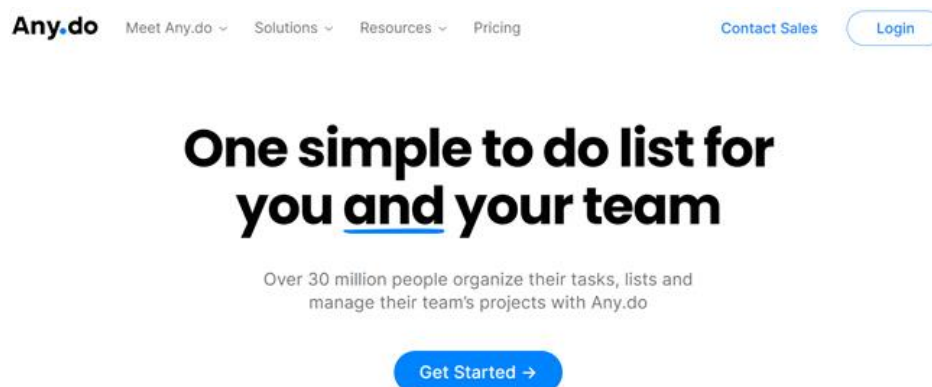 Any.do Meet Any.do Solutions Resources Pricing Contact Sales Login
One simple to do list for
you and your team
Over 30 million people organize their tasks, lists and
manage their team's projects with Any.do
Get Started →